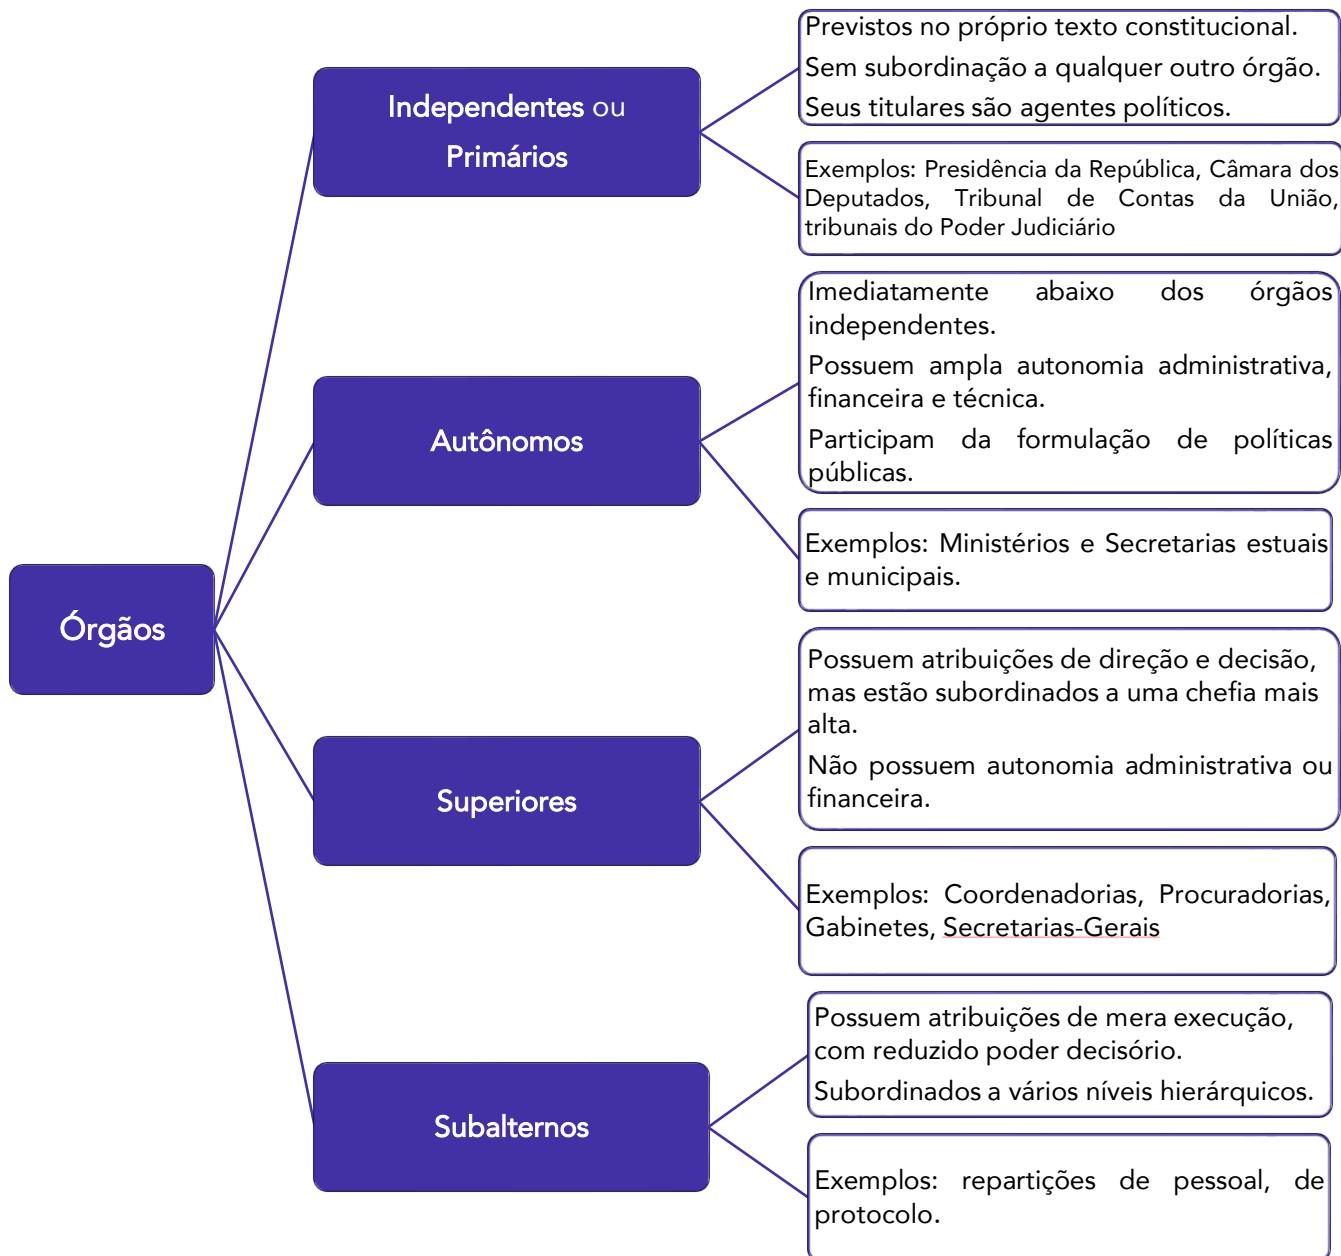 Órgãos
Independentes ou
Primários
Previstos no próprio texto constitucional.
Sem subordinação a qualquer outro órgão.
Seus titulares são agentes políticos.
Exemplos: Presidência da República, Câmara dos
Deputados, Tribunal de Contas da União,
tribunais do Poder Judiciário
Autônomos
Imediatamente abaixo dos órgãos
independentes.
Possuem ampla autonomia administrativa,
financeira e técnica.
Participam da formulação de políticas
públicas.
Exemplos: Ministérios e Secretarias estuais
e municipais.
Superiores
Possuem atribuições de direção e decisão,
mas estão subordinados a uma chefia mais
alta.
Não possuem autonomia administrativa ou
financeira.
Exemplos: Coordenadorias, Procuradorias,
Gabinetes, Secretarias-Gerais
Subalternos
Possuem atribuições de mera execução,
com reduzido poder decisório.
Subordinados a vários níveis hierárquicos.
Exemplos: repartições de pessoal, de
protocolo.